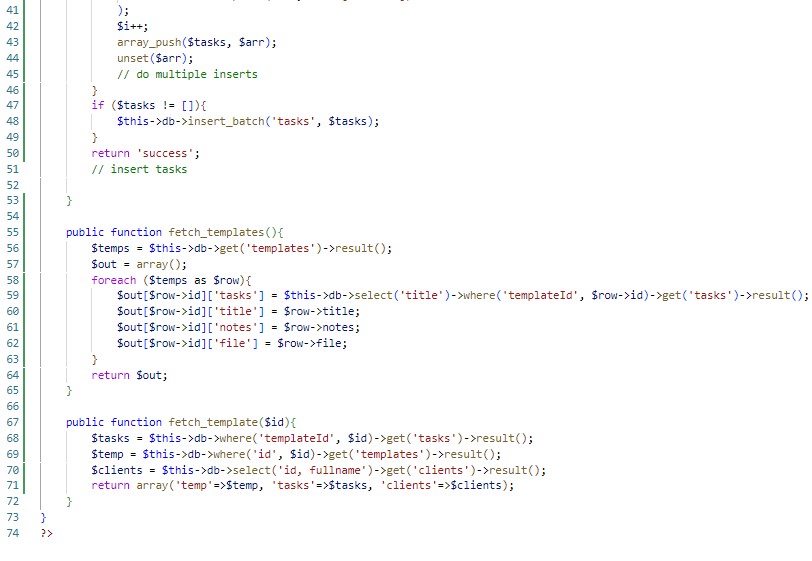 41 );
42 $i++;
43 array_push($tasks, $arr);
44 unset($arr);
45 // do multiple inserts
46 }
47 if ($tasks != []){
48 $this->db->insert_batch('tasks', $tasks);
49 }
50 return 'success';
51 // insert tasks
52
53 }
54
55 public function fetch_templates(){
56 $temps = $this->db->get('templates')->result();
57 $out = array();
58 foreach ($temps as $row){
59 $out[$row->id]['tasks'] = $this->db->select('title')->where('templateId', $row->id)->get('tasks')->result();
60 $out[$row->id]['title'] = $row->title;
61 $out[$row->id]['notes'] = $row->notes;
62 $out[$row->id]['file'] = $row->file;
63 }
64 return $out;
65 }
66
67 public function fetch_template($id){
68 $tasks = $this->db->where('templateId', $id)->get('tasks')->result();
69 $temp = $this->db->where('id', $id)->get('templates')->result();
70 $clients = $this->db->select('id, fullname')->get('clients')->result();
71 return array('temp'=>$temp, 'tasks'=>$tasks, 'clients'=>$clients);
72 }
73 }
74 ?>